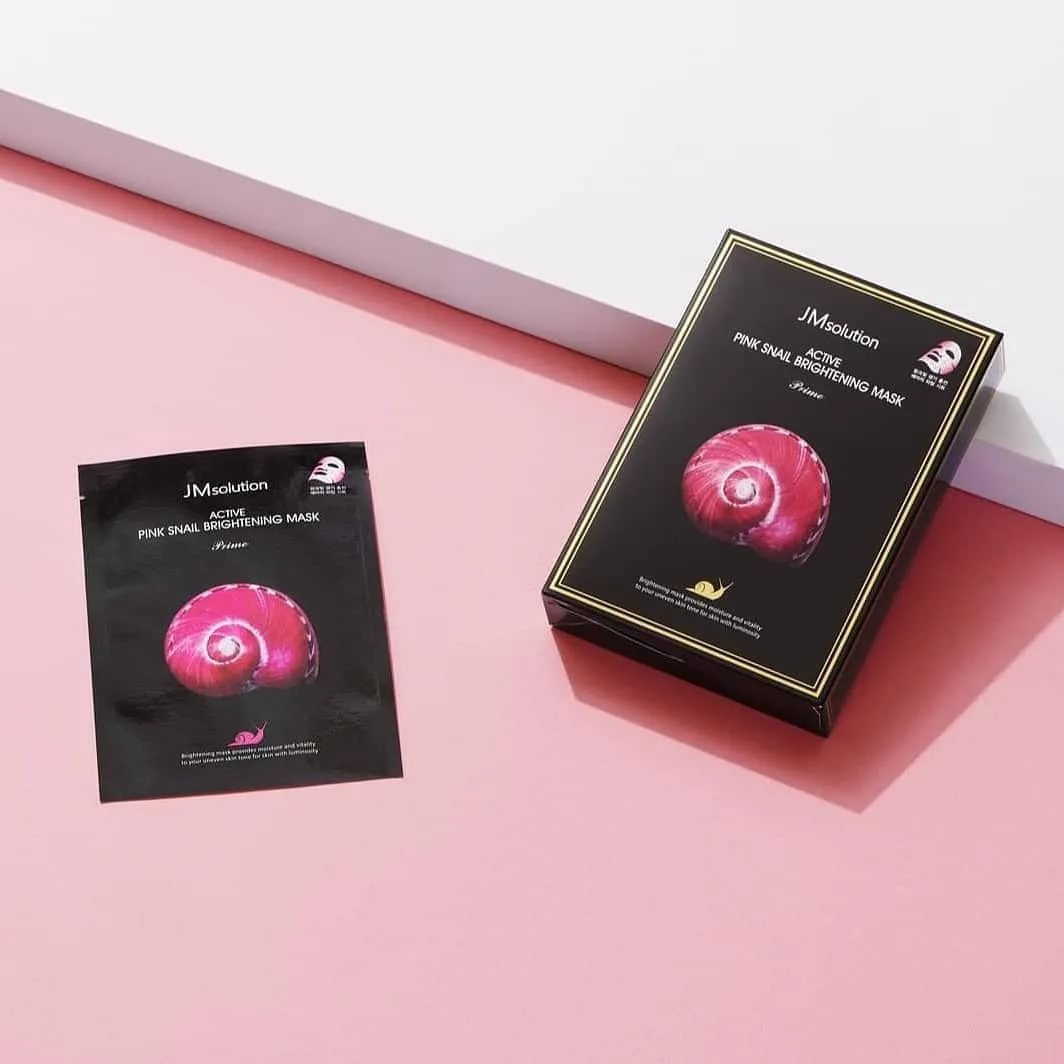 JMsolution
ACTIVE
PINK SNAIL BRIGHTENING MASK
Prime
Brightening mask provides moisture and vitality
to your uneven skin tone for skin with luminosity
JMsolution
ACTIVE
PINK SNAIL BRIGHTENING MASK
Prime
Brightening mask provides moisture and vitality
to your uneven skin tone for skin with luminosity